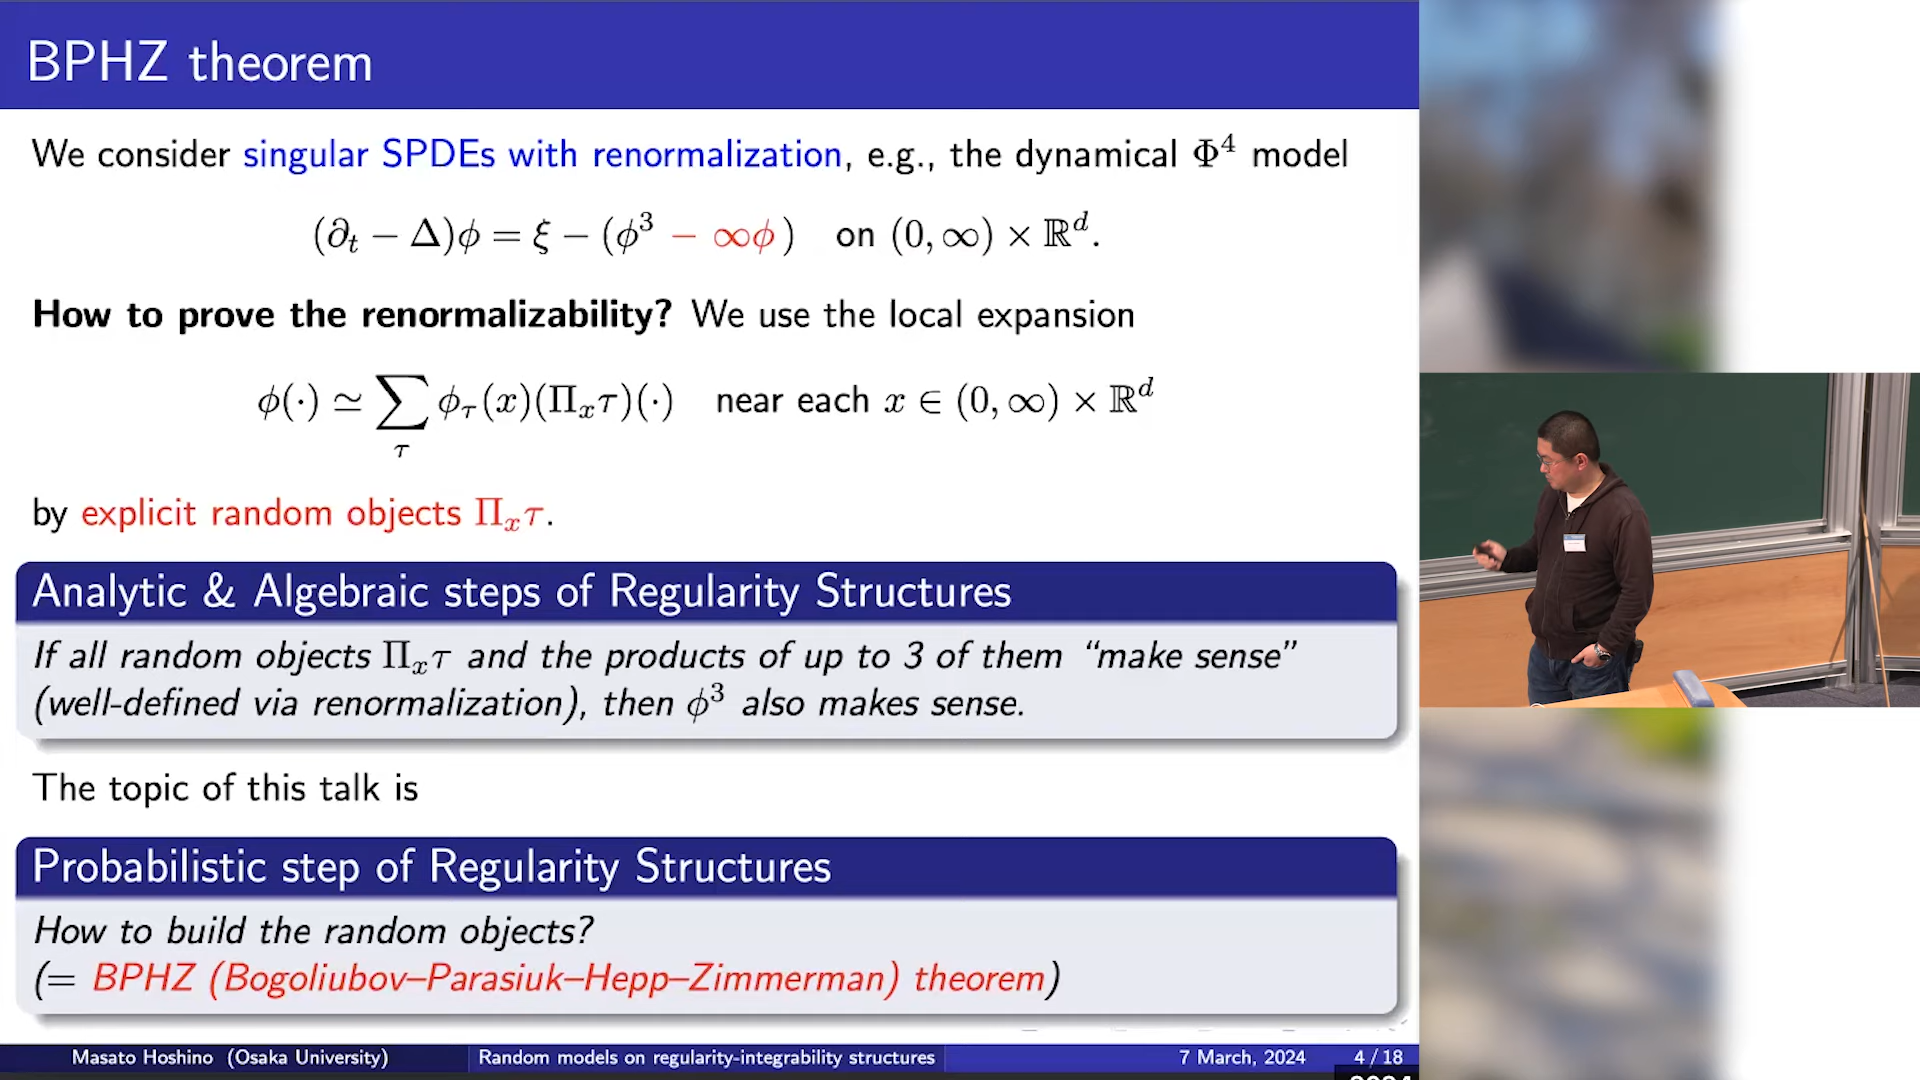 BPHZ theorem
We consider singular SPDEs with renormalization, e.g., the dynamical Φ⁴ model
(∂ₜ − Δ)ϕ = ξ − (ϕ³ − ∞ϕ) on (0, ∞) × ℝᵈ.
How to prove the renormalizability? We use the local expansion
ϕ(·) ≃ ∑_τ ϕ_τ(x)(Π_xτ)(·) near each x ∈ (0, ∞) × ℝᵈ
by explicit random objects Π_xτ.
Analytic & Algebraic steps of Regularity Structures
If all random objects Π_xτ and the products of up to 3 of them “make sense”
(well-defined via renormalization), then ϕ³ also makes sense.
The topic of this talk is
Probabilistic step of Regularity Structures
How to build the random objects?
(= BPHZ (Bogoliubov–Parasiuk–Hepp–Zimmerman) theorem)
Masato Hoshino (Osaka University) Random models on regularity-integrability structures 7 March, 2024 4 / 18